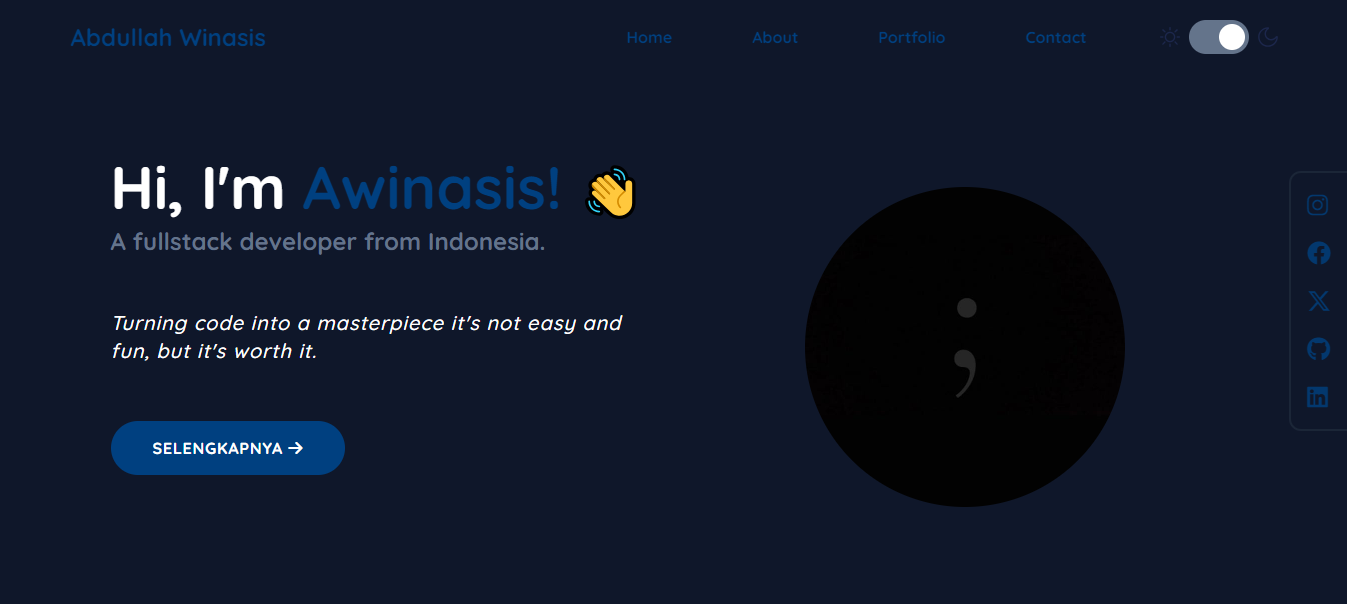 Abdullah Winasis
Home
About
Portfolio
Contact
Hi, I'm Awinasis! 👋
A fullstack developer from Indonesia.
Turning code into a masterpiece it's not easy and
fun, but it's worth it.
SELENGKAPNYA →
;